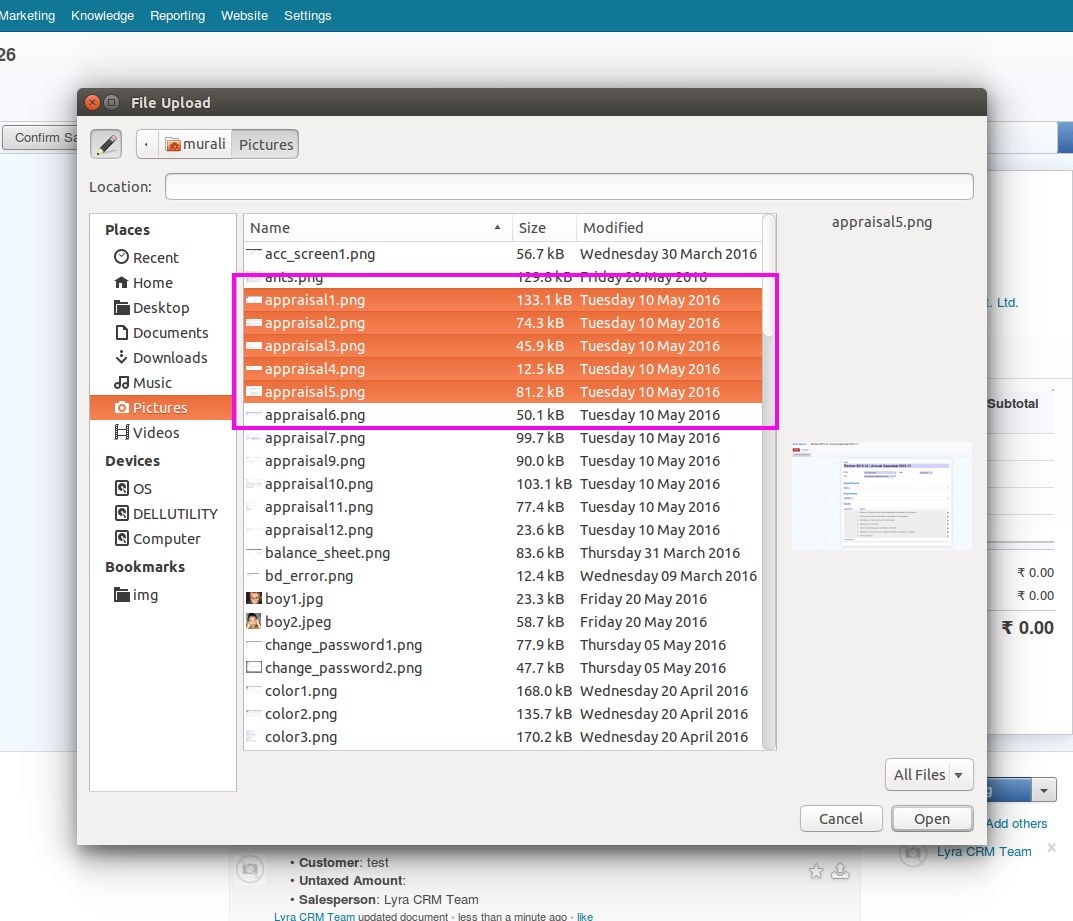 Marketing Knowledge Reporting Website Settings
26
File Upload
Confirm Sa
murali Pictures
Location:
Places
Recent
Home
Desktop
Documents
Downloads
Music
Pictures
Videos
Devices
OS
DELLUTILITY
Computer
Bookmarks
img
Name Size Modified
acc_screen1.png 56.7 kB Wednesday 30 March 2016
ants.png 129.8 kB Friday 20 May 2016
appraisal1.png 133.1 kB Tuesday 10 May 2016
appraisal2.png 74.3 kB Tuesday 10 May 2016
appraisal3.png 45.9 kB Tuesday 10 May 2016
appraisal4.png 12.5 kB Tuesday 10 May 2016
appraisal5.png 81.2 kB Tuesday 10 May 2016
appraisal6.png 50.1 kB Tuesday 10 May 2016
appraisal7.png 99.7 kB Tuesday 10 May 2016
appraisal9.png 90.0 kB Tuesday 10 May 2016
appraisal10.png 103.1 kB Tuesday 10 May 2016
appraisal11.png 77.4 kB Tuesday 10 May 2016
appraisal12.png 23.6 kB Tuesday 10 May 2016
balance_sheet.png 83.6 kB Thursday 31 March 2016
bd_error.png 12.4 kB Wednesday 09 March 2016
boy1.jpg 23.3 kB Friday 20 May 2016
boy2.jpeg 58.7 kB Friday 20 May 2016
change_password1.png 77.9 kB Thursday 05 May 2016
change_password2.png 47.7 kB Thursday 05 May 2016
color1.png 168.0 kB Wednesday 20 April 2016
color2.png 135.7 kB Wednesday 20 April 2016
color3.png 170.2 kB Wednesday 20 April 2016
appraisal5.png
t. Ltd.
Subtotal
₹ 0.00
₹ 0.00
₹ 0.00
All Files
Cancel Open
g
Add others
Lyra CRM Team x
• Customer: test
• Untaxed Amount:
• Salesperson: Lyra CRM Team
Lyra CRM Team updated document • less than a minute ago • like